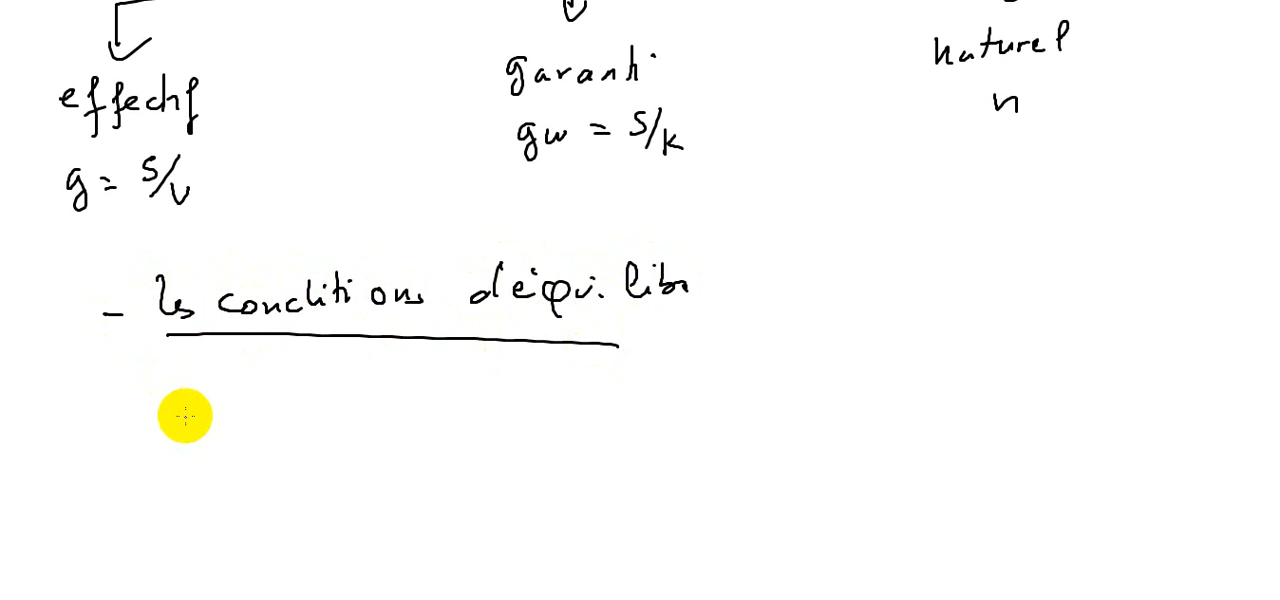 effectif
g = s/v
garanti
gw = s/k
naturel
n
- les conditions d'équilibre